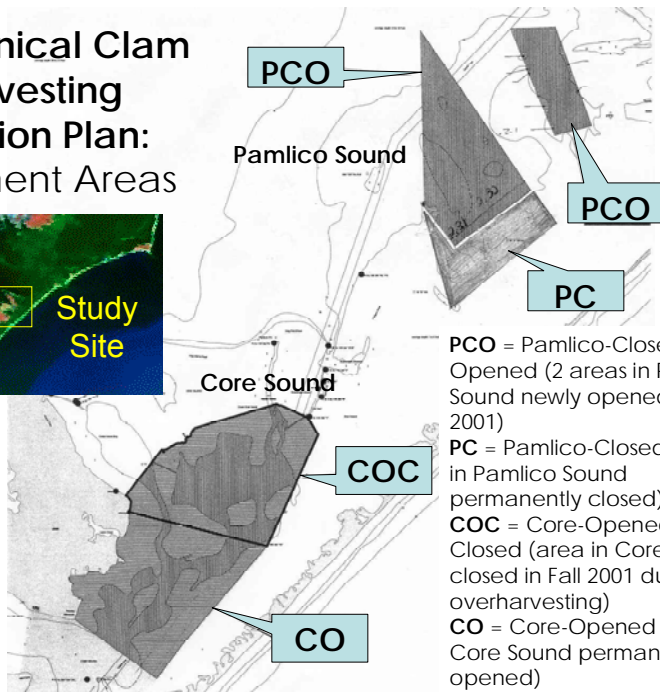 nical Clam
vesting
ion Plan:
ent Areas
Study
Site
PCO
Pamlico Sound
PCO
PC
Core Sound
COC
CO
PCO = Pamlico-Close
Opened (2 areas in P
Sound newly opened
2001)
PC = Pamlico-Closed
in Pamlico Sound
permanently closed)
COC = Core-Opened
Closed (area in Core
closed in Fall 2001 du
overharvesting)
CO = Core-Opened
Core Sound perman
opened)